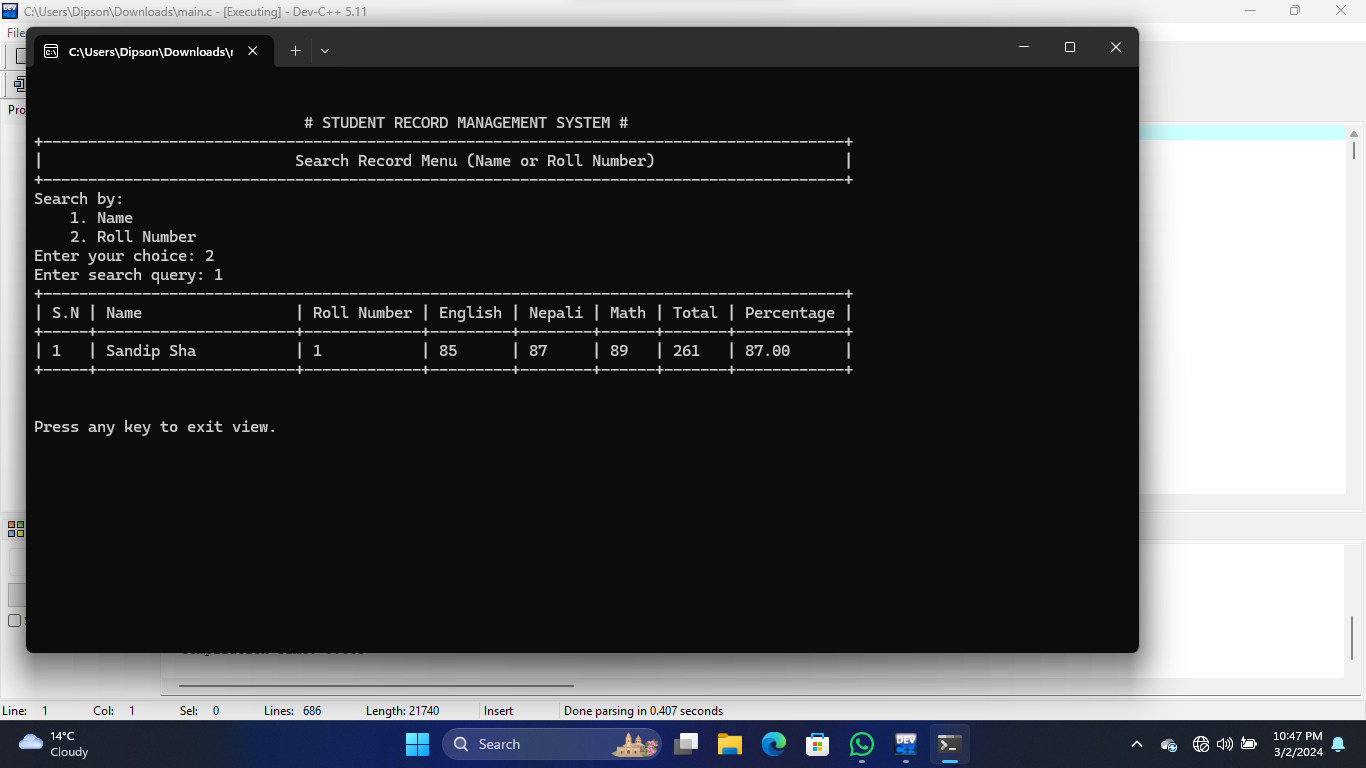 C:\Users\Dipson\Downloads\main.c - [Executing] - Dev-C++ 5.11
File
C:\Users\Dipson\Downloads\
# STUDENT RECORD MANAGEMENT SYSTEM #
Search Record Menu (Name or Roll Number)
Search by:
1. Name
2. Roll Number
Enter your choice: 2
Enter search query: 1
| S.N | Name | Roll Number | English | Nepali | Math | Total | Percentage |
| 1 | Sandip Sha | 1 | 85 | 87 | 89 | 261 | 87.00 |
Press any key to exit view.
Line: 1 Col: 1 Sel: 0 Lines: 686 Length: 21740 Insert Done parsing in 0.407 seconds
14°C
Cloudy
Search
DEV
10:47 PM
3/2/2024